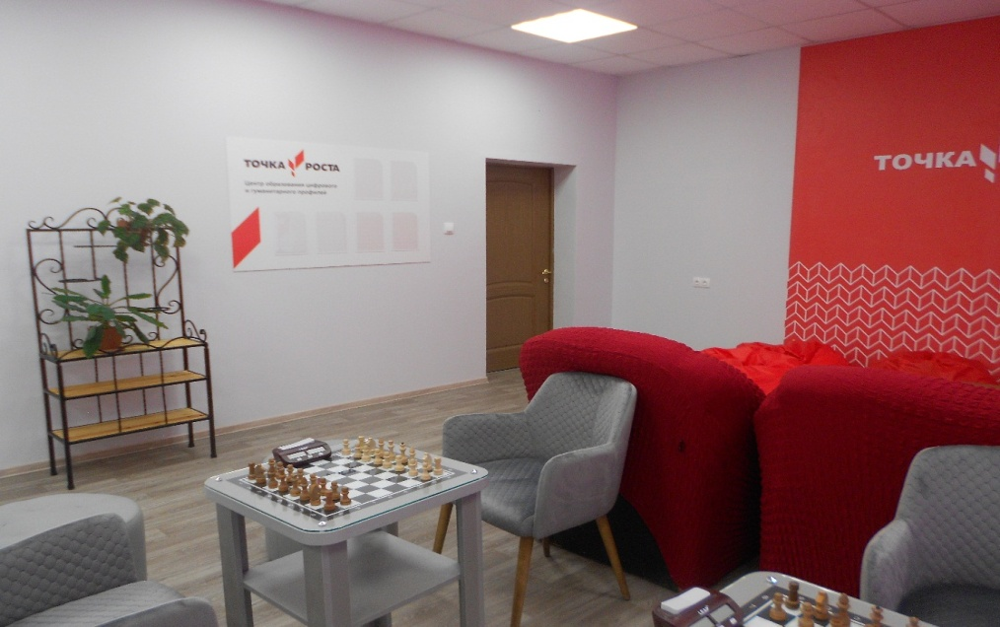 ТОЧКА РОСТА
Центр образования цифрового
и гуманитарного профилей
ТОЧКА